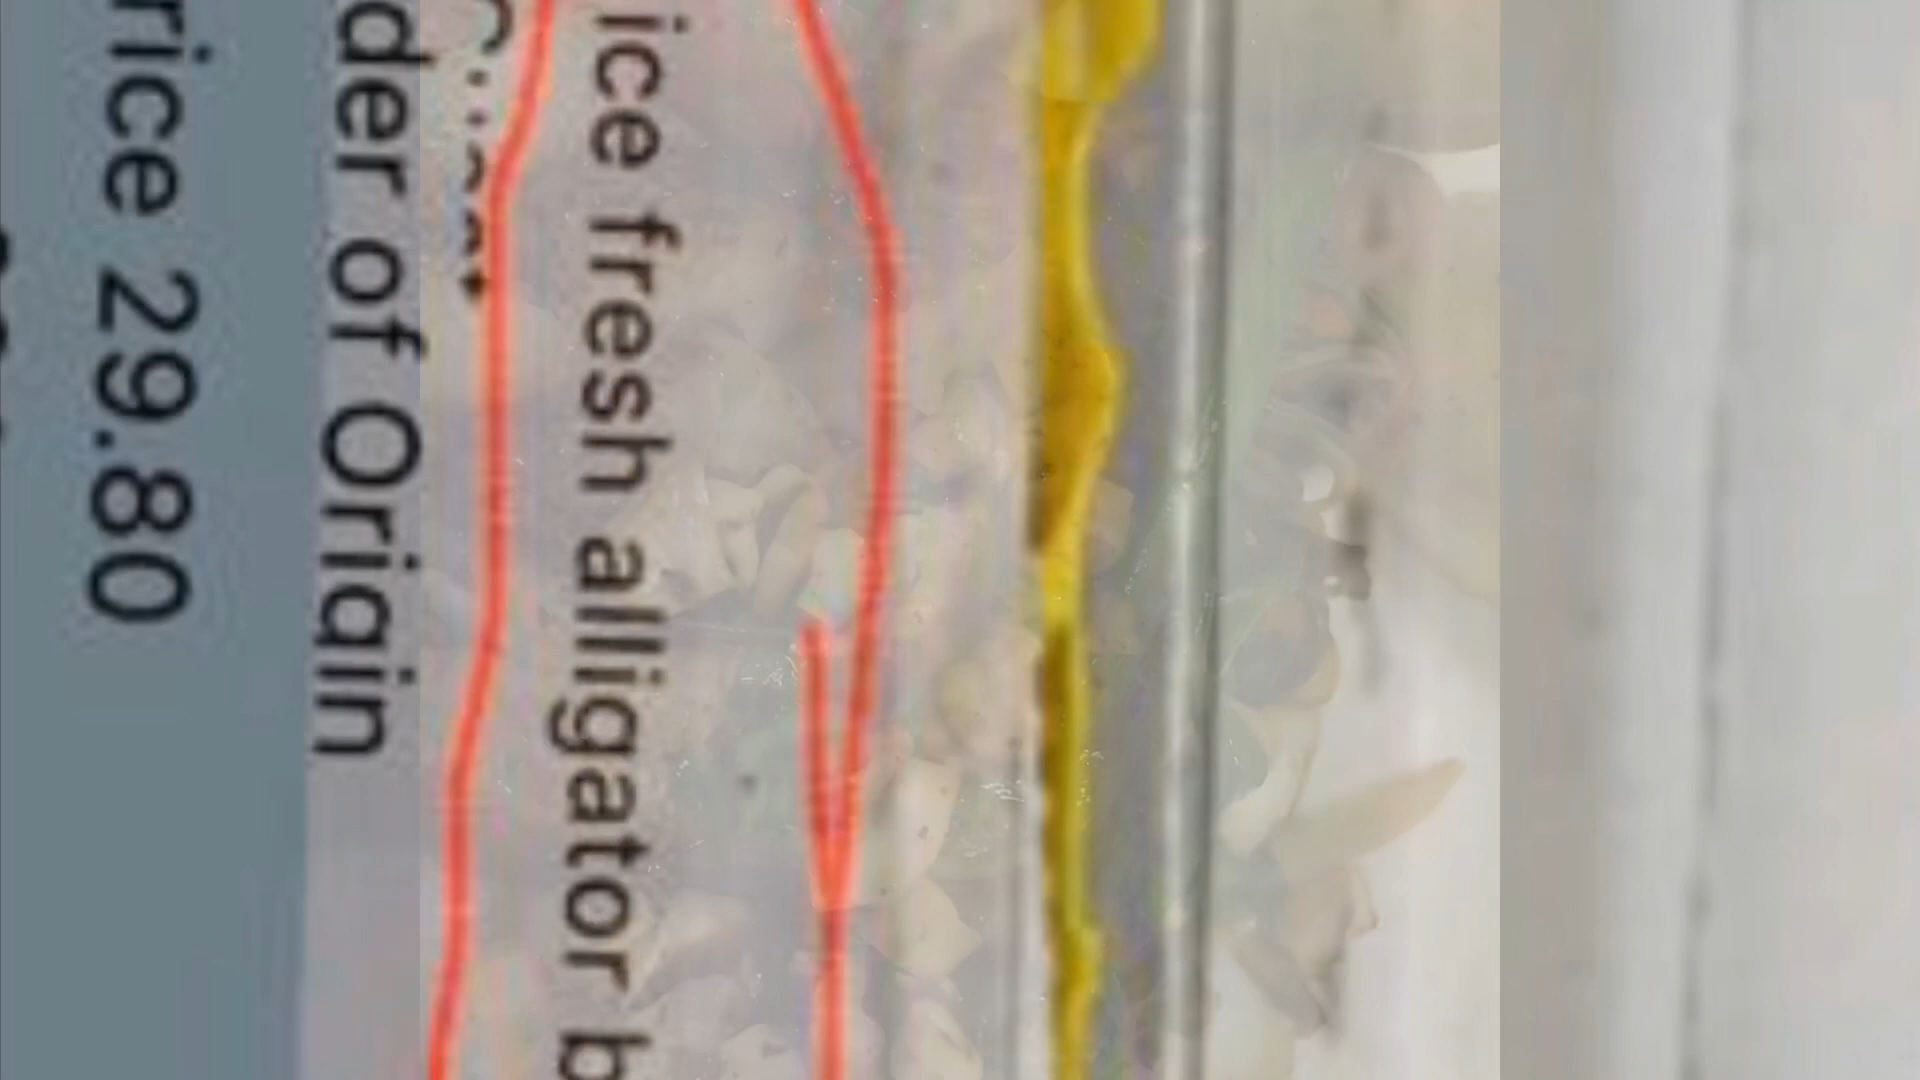 ice fresh alligator b
der of Origin
rice 29.80